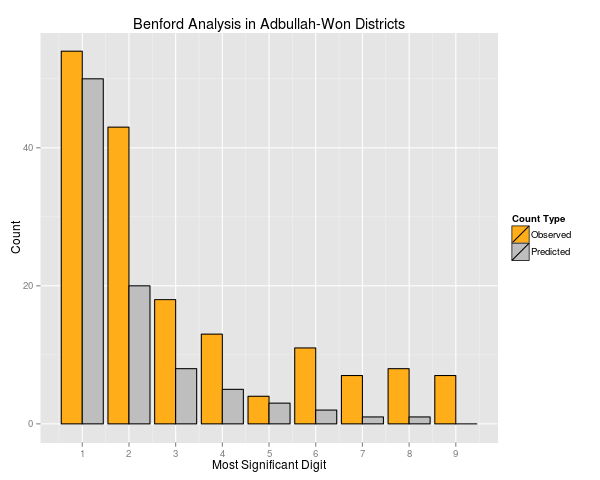 Benford Analysis in Adbullah-Won Districts
Count
40
20
0
1 2 3 4 5 6 7 8 9
Most Significant Digit
Count Type
Observed
Predicted